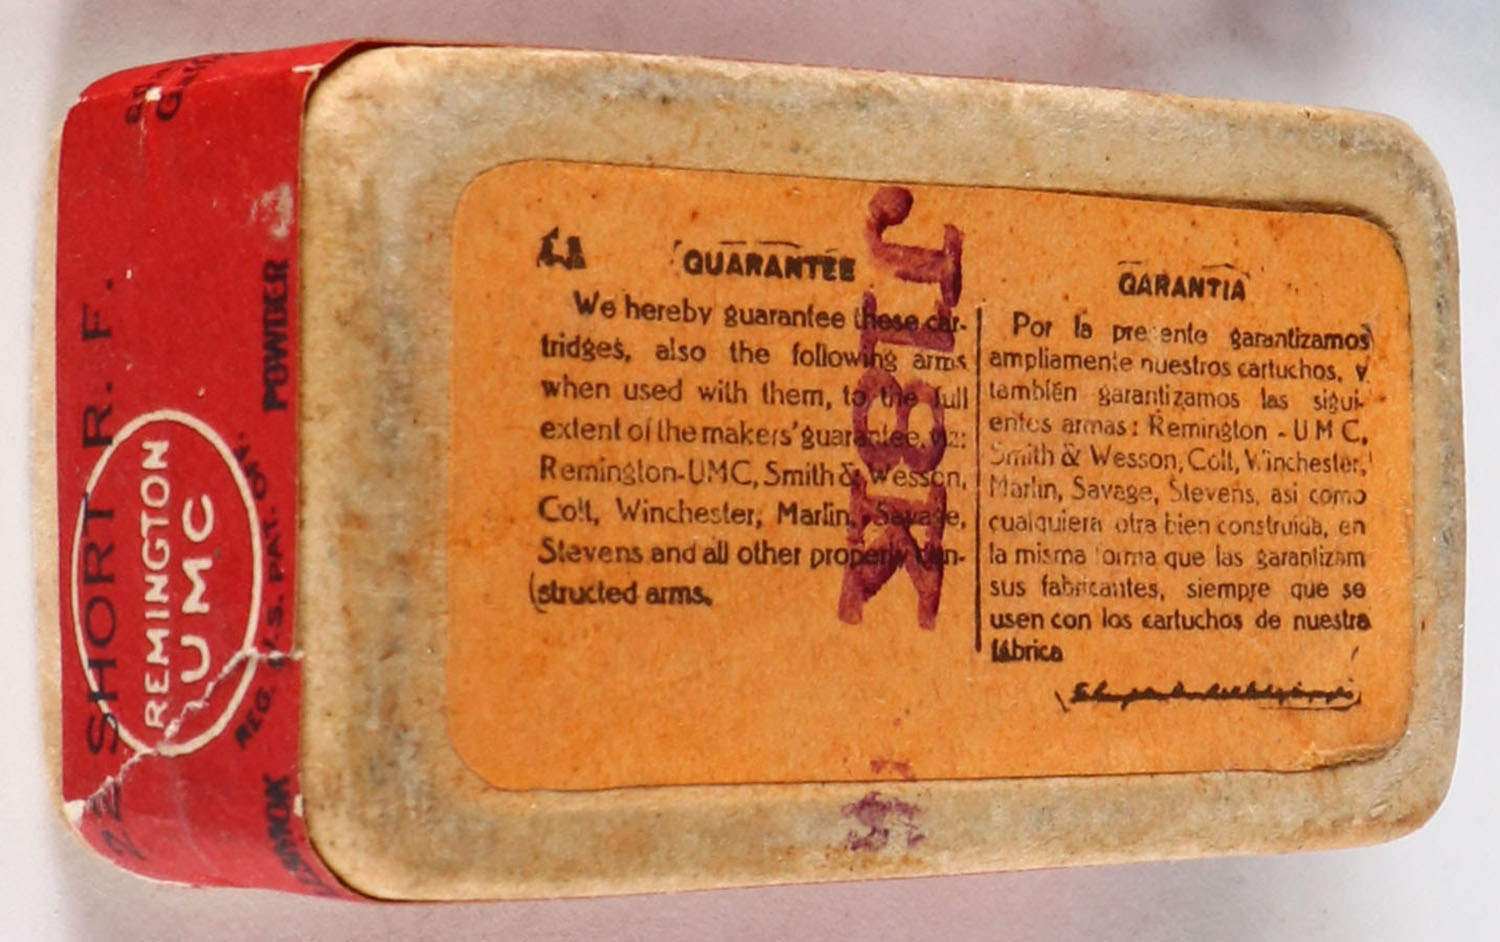 22 SHORT R. F.
REMINGTON
UMC
REG. U.S. PAT. OFF.
POWDER
GUARANTEE
We hereby guarantee these car-
tridges, also the following arms
when used with them, to the full
extent of the makers' guarantee, viz:
Remington-UMC, Smith & Wesson,
Colt, Winchester, Marlin, Savage,
Stevens and all other properly con-
structed arms.
GARANTIA
Por la presente garantizamos
ampliamente nuestros cartuchos, y
también garantizamos las sigui-
entes armas: Remington - UMC,
Smith & Wesson, Colt, Winchester,
Marlin, Savage, Stevens, asi como
cualquiera otra bien construida, en
la misma forma que las garantizam
sus fabricantes, siempre que se
usen con los cartuchos de nuestra
fábrica
J18K